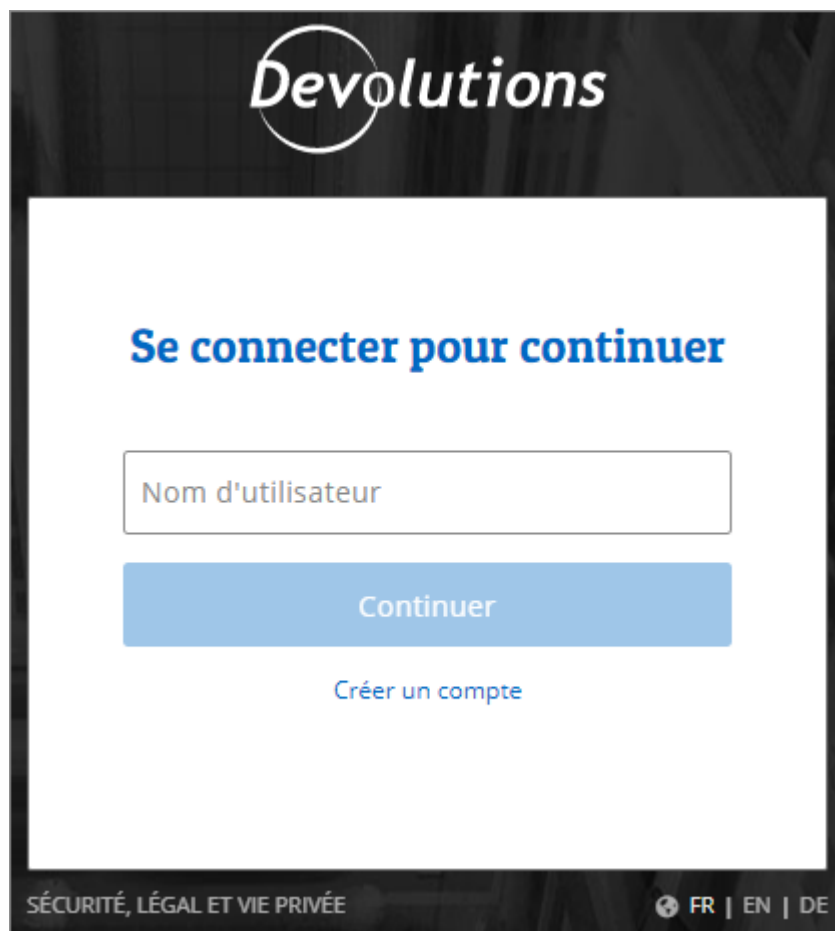 Devolutions
Se connecter pour continuer
Nom d'utilisateur
Continuer
Créer un compte
SÉCURITÉ, LÉGAL ET VIE PRIVÉE FR | EN | DE